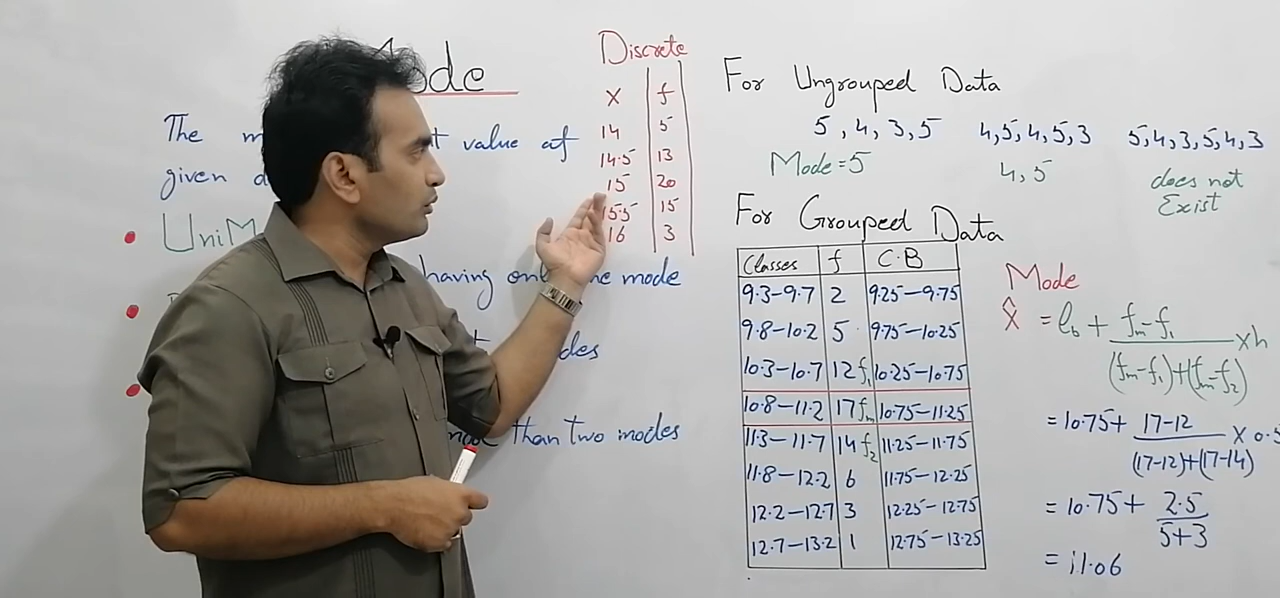 ode
The m t value of
given d
UniM
having on me mode
des
than two modes
Discrete
X f
14 5
14.5 13
15 20
15.5 15
16 3
For Ungrouped Data
5, 4, 3, 5 4,5,4,5,3 5,4,3,5,4,3
Mode = 5 4, 5 does not
Exist
For Grouped Data
Classes f C.B
9.3-9.7 2 9.25-9.75
9.8-10.2 5 9.75-10.25
10.3-10.7 12 f₁ 10.25-10.75
10.8-11.2 17 fₘ 10.75-11.25
11.3-11.7 14 f₂ 11.25-11.75
11.8-12.2 6 11.75-12.25
12.2-12.7 3 12.25-12.75
12.7-13.2 1 12.75-13.25
Mode
X̂ = l_b + (fₘ-f₁)/((fₘ-f₁)+(fₘ-f₂)) × h
= 10.75 + (17-12)/((17-12)+(17-14)) × 0.5
= 10.75 + 2.5/(5+3)
= 11.06